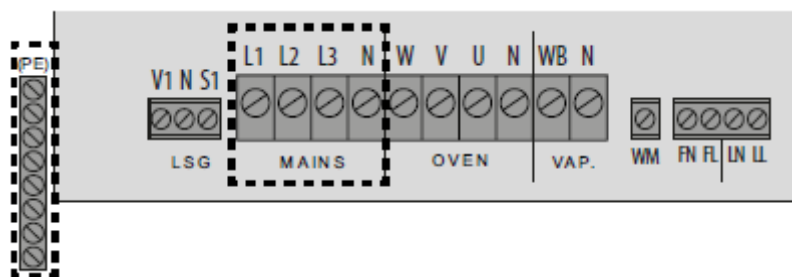 (PE)
V1 N S1
L1 L2 L3 N W V U N WB N
LSG
MAINS
OVEN
VAP.
WM
FN FL LN LL